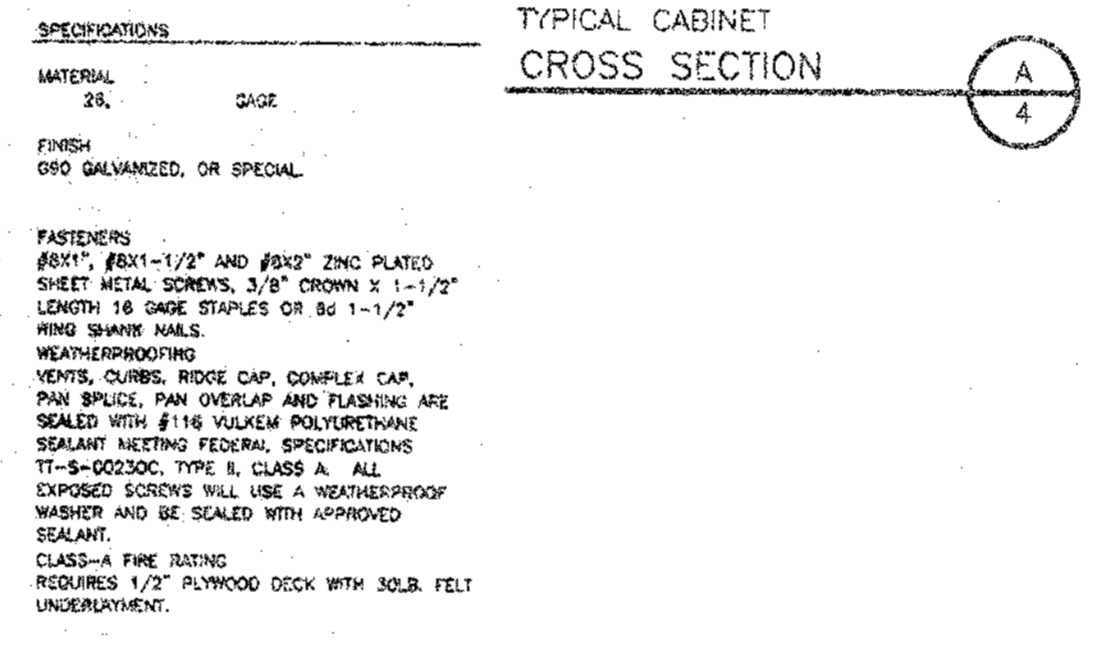 SPECIFICATIONS
MATERIAL
26, GAGE
FINISH
G90 GALVANIZED, OR SPECIAL.
FASTENERS
#8X1", #8X1-1/2" AND #8X2" ZINC PLATED
SHEET METAL SCREWS, 3/8" CROWN X 1-1/2"
LENGTH 16 GAGE STAPLES OR 8d 1-1/2"
SHANK NAILS.
WEATHERPROOFING
VENTS, CURBS, RIDGE CAP, COMPLEX CAP,
PAN SPLICE, PAN OVERLAP AND FLASHING ARE
SEALED WITH #116 VULKEM POLYURETHANE
SEALANT MEETING FEDERAL SPECIFICATIONS
TT-S-00230C, TYPE II, CLASS A. ALL
EXPOSED SCREWS WILL USE A WEATHERPROOF
WASHER AND BE SEALED WITH APPROVED
SEALANT.
CLASS-A FIRE RATING
REQUIRES 1/2" PLYWOOD DECK WITH 30LB. FELT
UNDERLAYMENT.
TYPICAL CABINET
CROSS SECTION
A
4